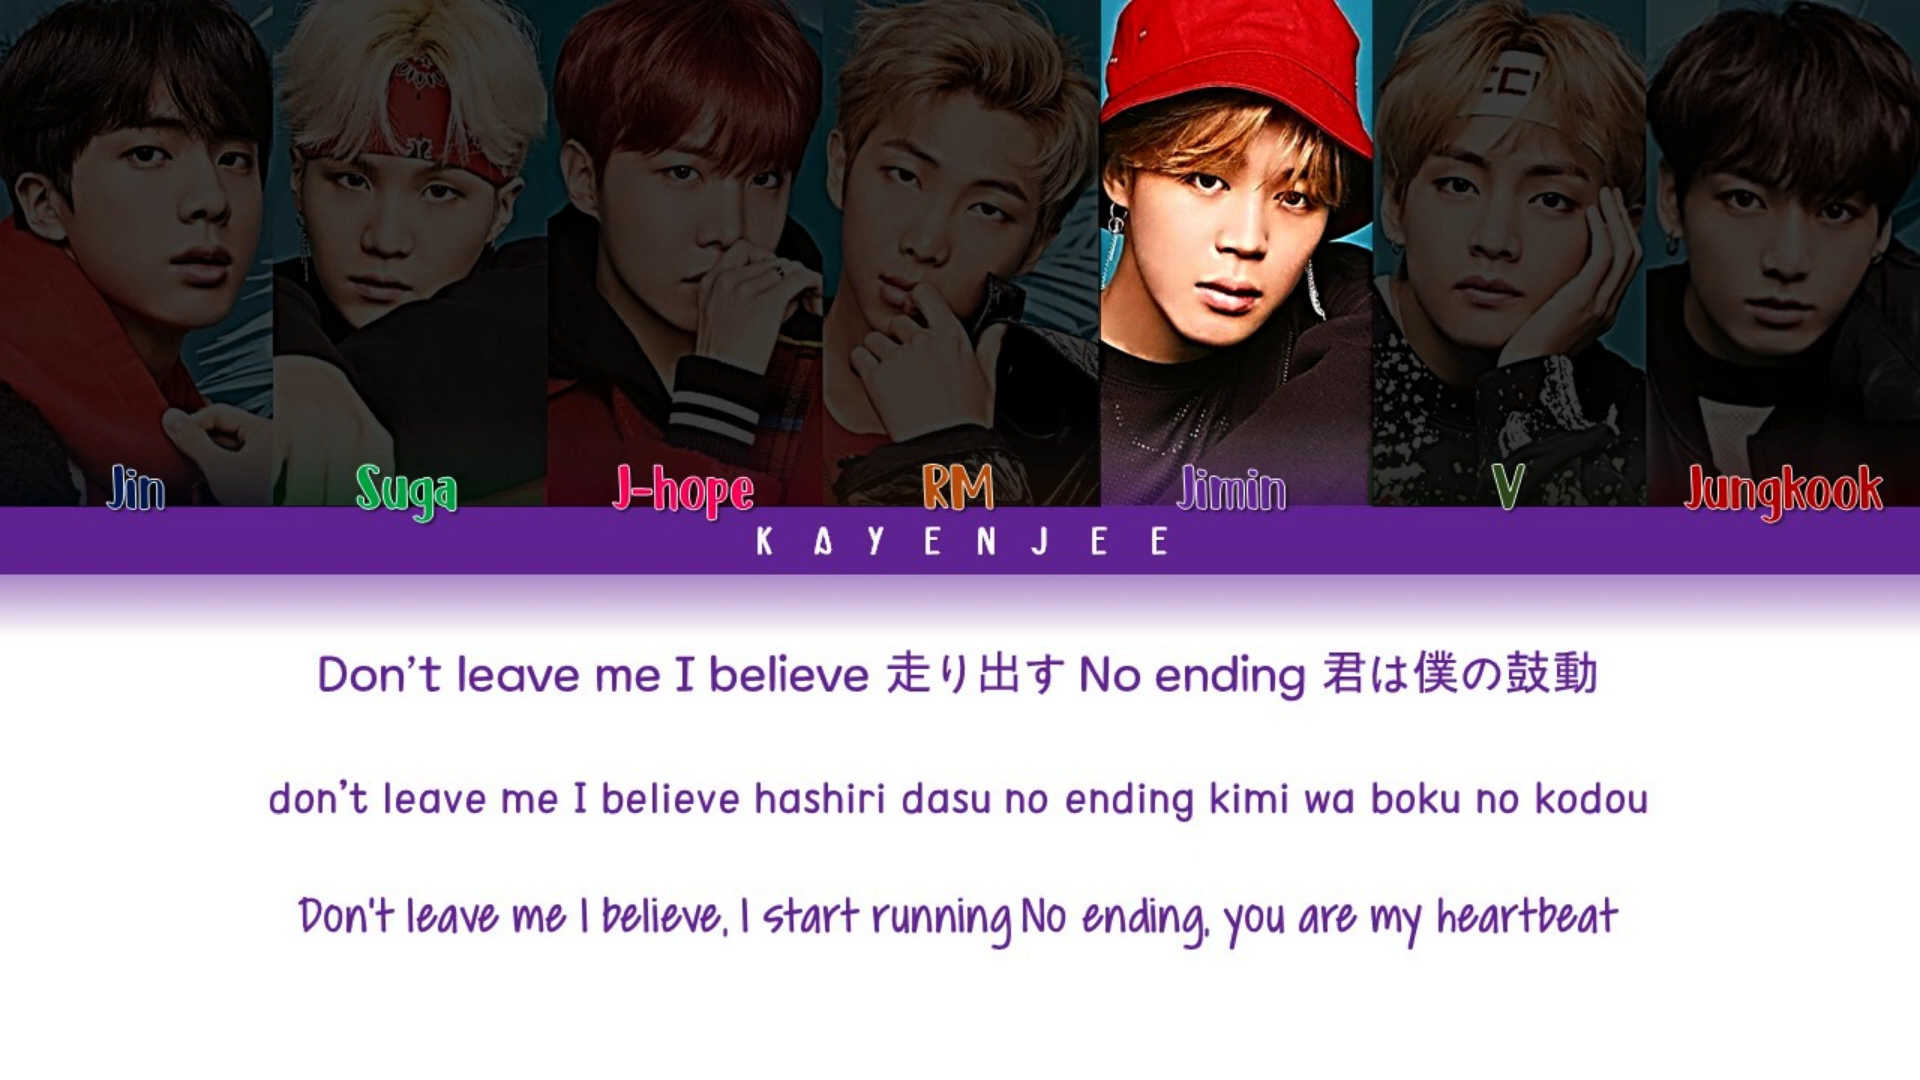 Jin Suga J-hope RM Jimin V Jungkook
KAYENJEE
Don't leave me I believe 走り出す No ending 君は僕の鼓動
don't leave me I believe hashiri dasu no ending kimi wa boku no kodou
Don't leave me I believe, I start running No ending, you are my heartbeat